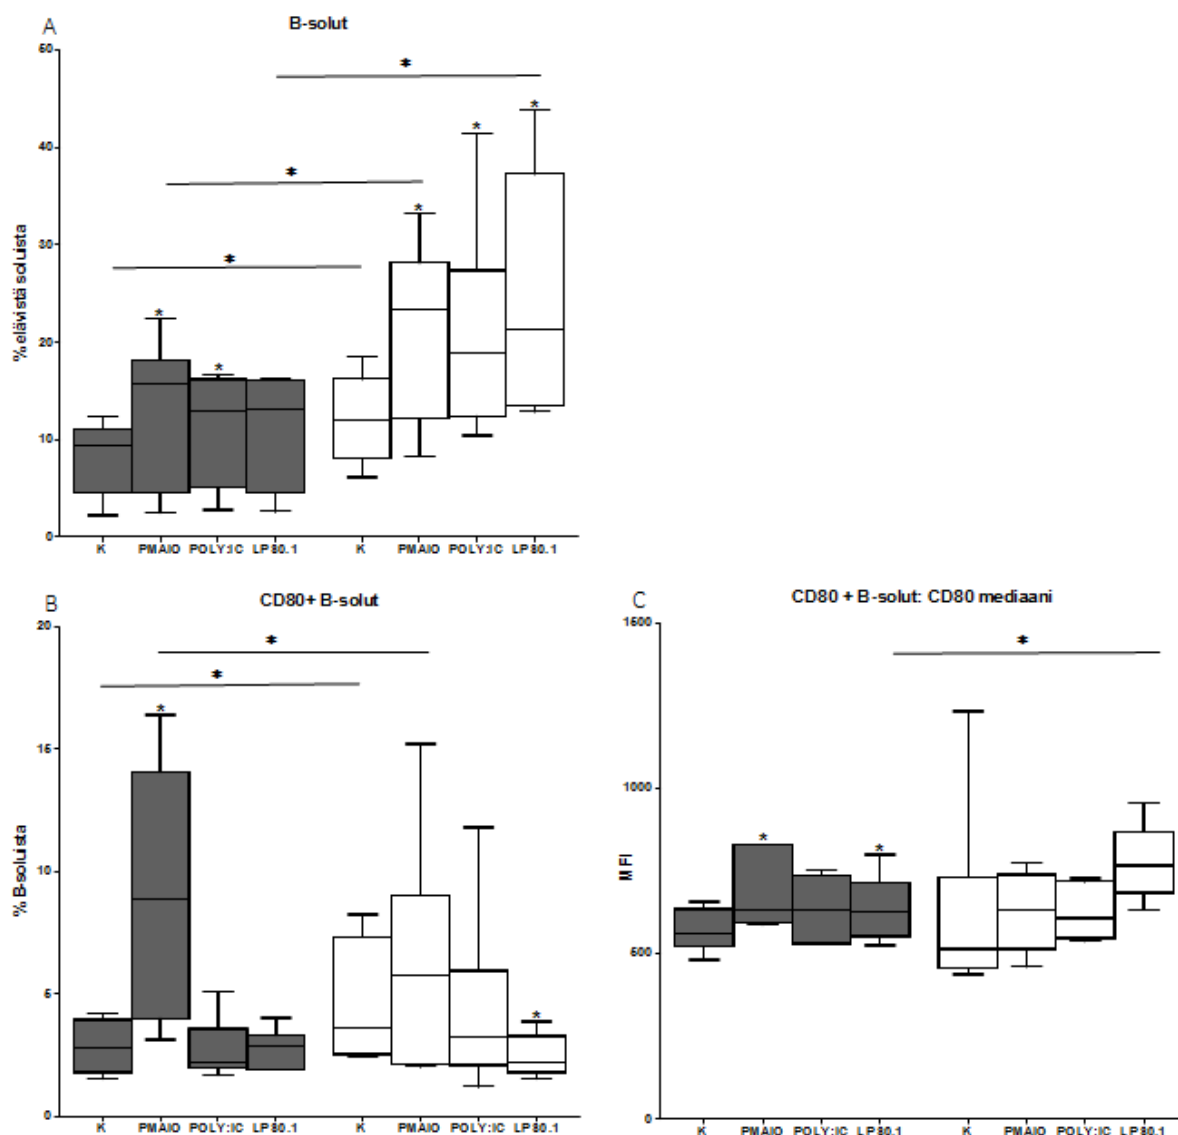 A
B-solut
60
*
*
40
*
*
*
*
30
*
*
20
*
% elävistä soluista
10
0
K PMAIO POLY:IC LP80.1 K PMAIO POLY:IC LP80.1
B
CD80+ B-solut
20
*
*
*
15
10
% B-soluista
5
*
0
K PMAIO POLY:IC LP80.1 K PMAIO POLY:IC LP80.1
C
CD80 + B-solut: CD80 mediaani
1600
*
1000
*
*
MFI
500
0
K PMAIO POLY:IC LP80.1 K PMAIO POLY:IC LP80.1